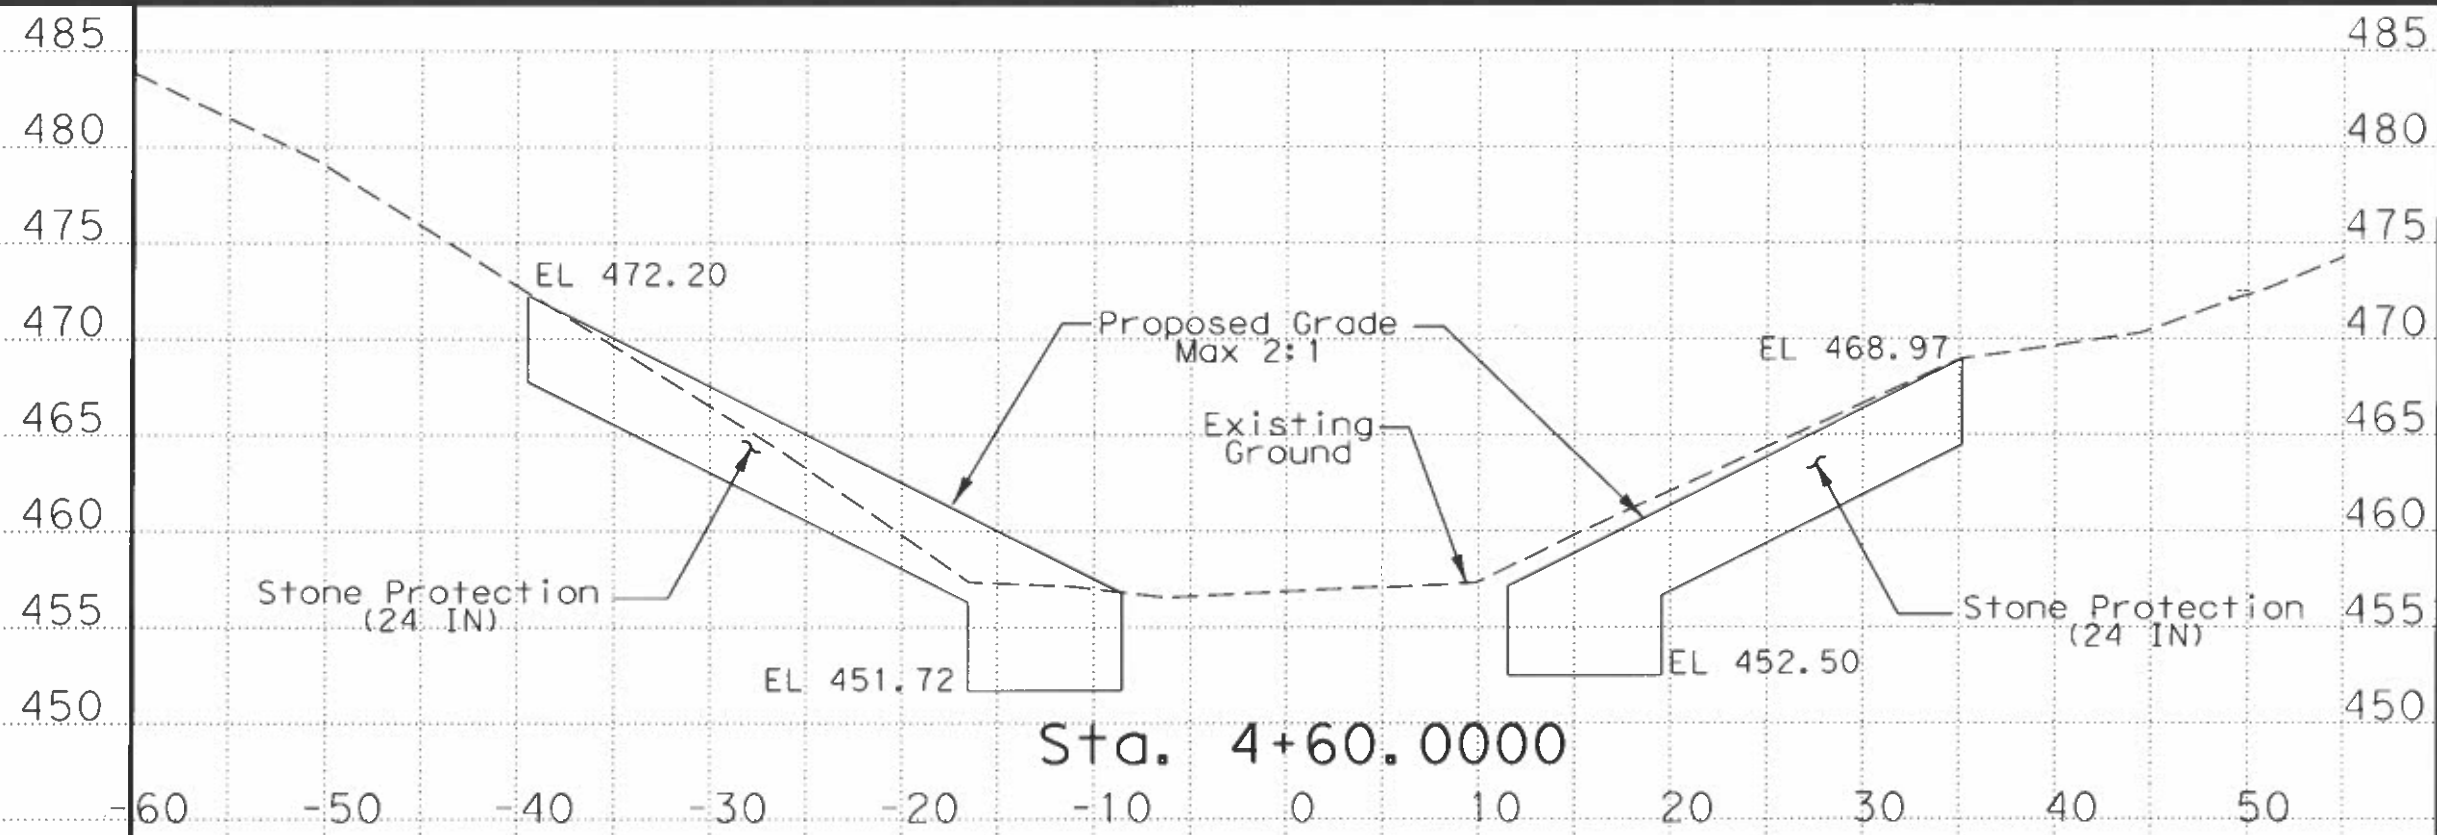 485 485
480 480
475 475
EL 472.20
470 Proposed Grade 470
Max 2:1
EL 468.97
465 Existing 465
Ground
460 460
Stone Protection
(24 IN)
455 Stone Protection 455
(24 IN)
EL 451.72 EL 452.50
450 450
Sta. 4+60.0000
-60 -50 -40 -30 -20 -10 0 10 20 30 40 50